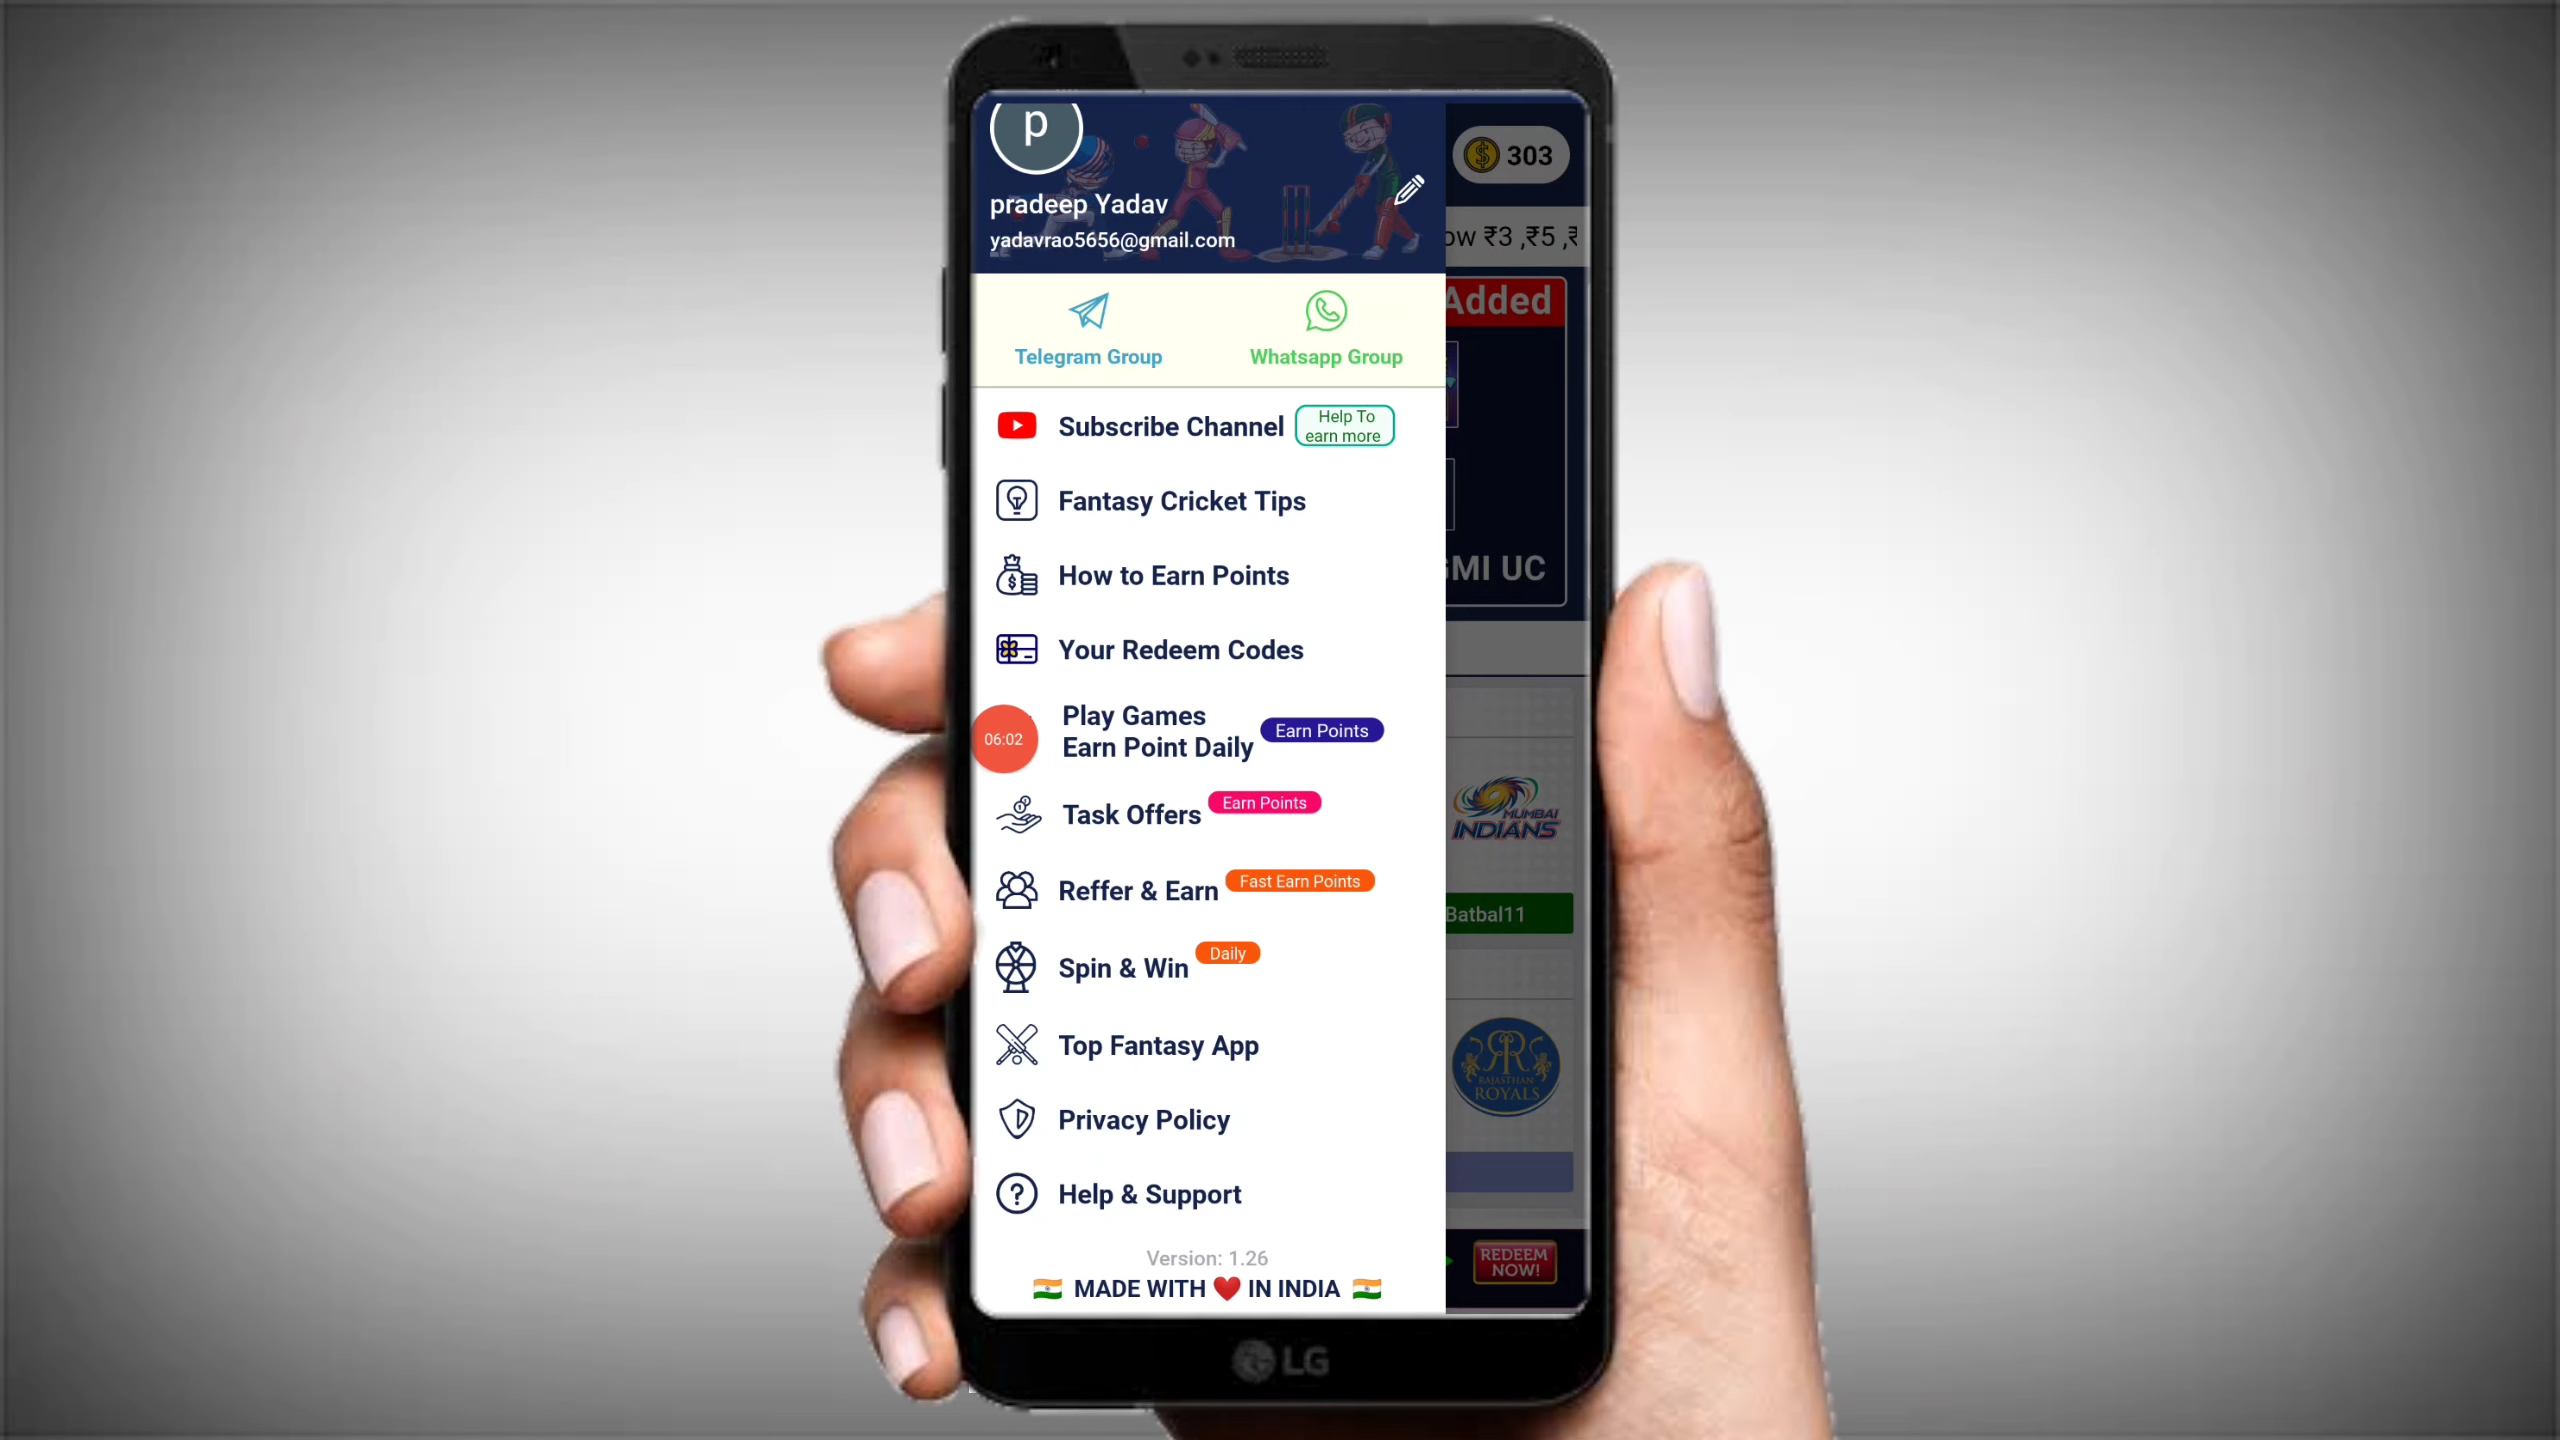 p
303
pradeep Yadav
yadavrao5656@gmail.com
ow ₹3 ,₹5 ,₹
Telegram Group
Whatsapp Group
Added
Subscribe Channel
Help To
earn more
Fantasy Cricket Tips
How to Earn Points
GMI UC
Your Redeem Codes
Play Games
Earn Point Daily
Earn Points
06:02
Task Offers
Earn Points
MUMBAI
INDIANS
Reffer & Earn
Fast Earn Points
Batbal11
Spin & Win
Daily
Top Fantasy App
RR
RAJASTHAN
ROYALS
Privacy Policy
Help & Support
Version: 1.26
MADE WITH ❤️ IN INDIA
REDEEM
NOW!
LG